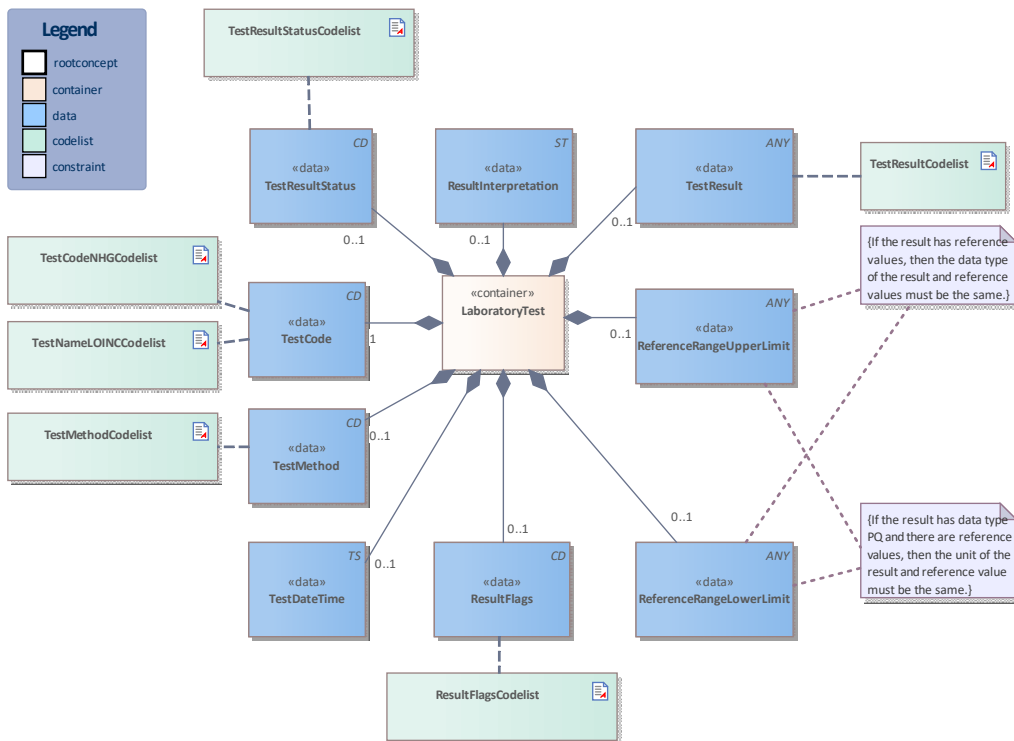 Legend
rootconcept
container
data
codelist
constraint
TestResultStatusCodelist
CD
«data»
TestResultStatus
0..1
ST
«data»
ResultInterpretation
0..1
ANY
«data»
TestResult
0..1
TestResultCodelist
TestCodeNHGCodelist
TestNameLOINCCodelist
CD
«data»
TestCode
1
«container»
LaboratoryTest
ANY
«data»
ReferenceRangeUpperLimit
0..1
{If the result has reference
values, then the data type
of the result and reference
values must be the same.}
TestMethodCodelist
CD
«data»
TestMethod
0..1
TS
«data»
TestDateTime
0..1
CD
«data»
ResultFlags
0..1
ANY
«data»
ReferenceRangeLowerLimit
0..1
{If the result has data type
PQ and there are reference
values, then the unit of the
result and reference value
must be the same.}
ResultFlagsCodelist